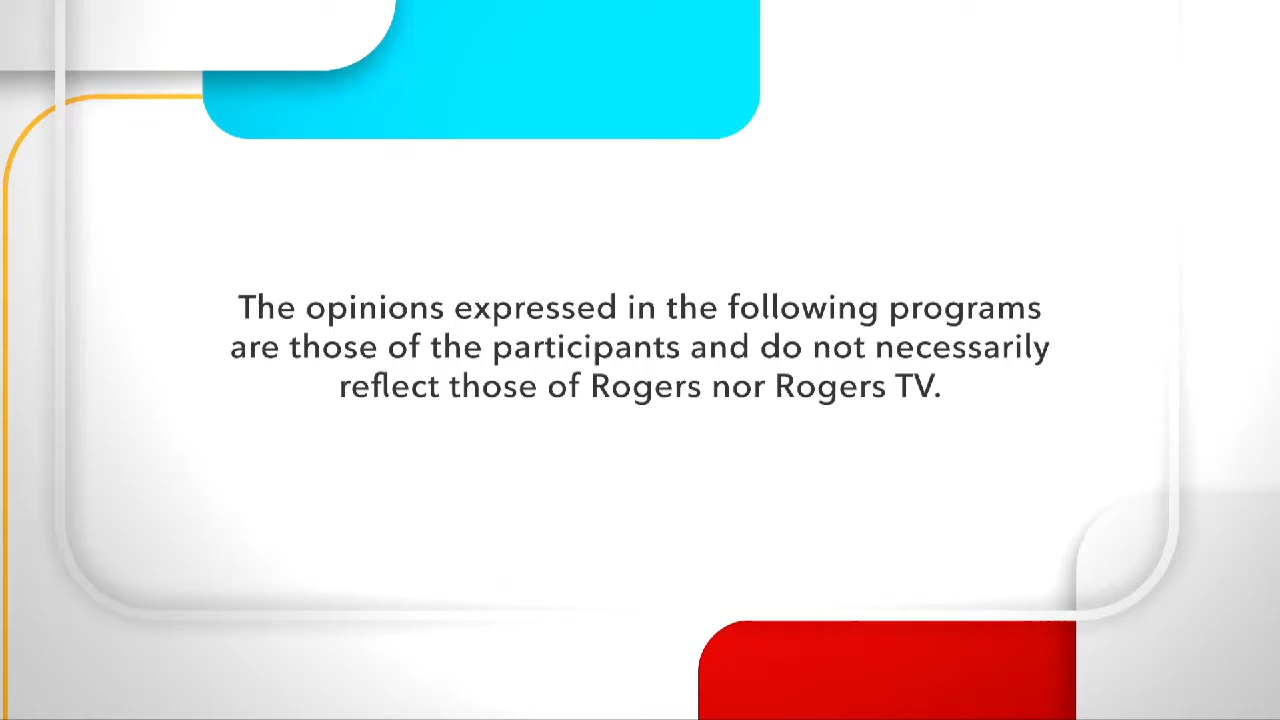 The opinions expressed in the following programs
are those of the participants and do not necessarily
reflect those of Rogers nor Rogers TV.